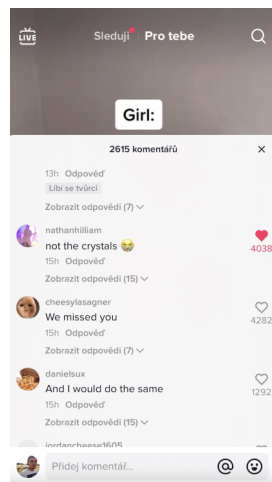 LIVE
Sleduji Pro tebe
Girl:
2615 komentářů
13h Odpověď
Líbí se tvůrci
Zobrazit odpovědi (7)
nathanhilliam
not the crystals 😭
15h Odpověď
4038
Zobrazit odpovědi (15)
cheesylasagner
We missed you
15h Odpověď
4282
Zobrazit odpovědi (7)
danielsux
And I would do the same
15h Odpověď
1292
Zobrazit odpovědi (15)
jordancheese1605
Přidej komentář...